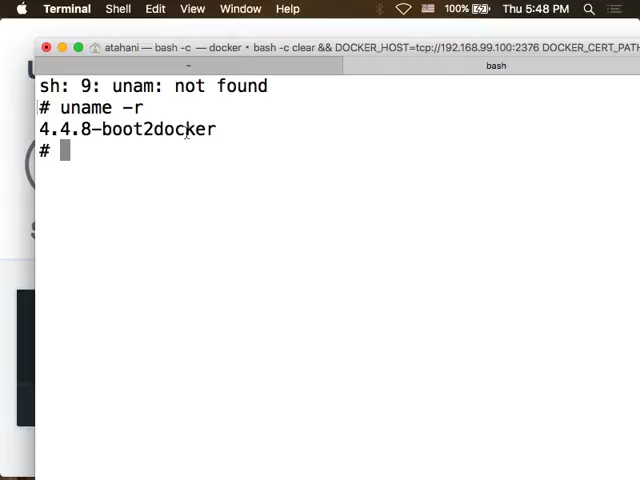 Terminal Shell Edit View Window Help 100% Thu 5:48 PM
atahani — bash -c — docker • bash -c clear && DOCKER_HOST=tcp://192.168.99.100:2376 DOCKER_CERT_PATH
~ bash
sh: 9: unam: not found
# uname -r
4.4.8-boot2docker
#